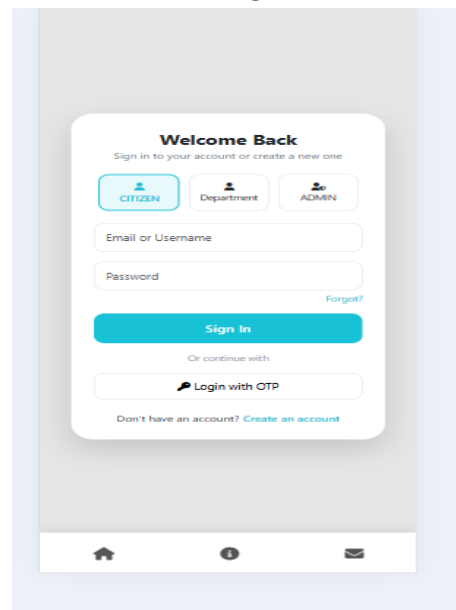 Welcome Back
Sign in to your account or create a new one
CITIZEN Department ADMIN
Email or Username
Password
Forgot?
Sign In
Or continue with
Login with OTP
Don't have an account? Create an account